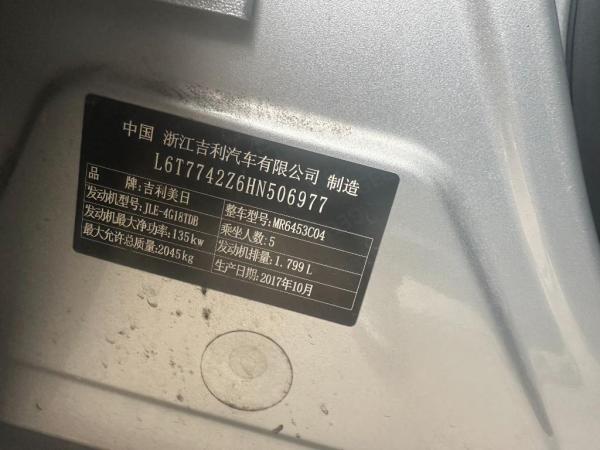 中国 浙江吉利汽车有限公司 制造
L6T7742Z6HN506977
品 牌:吉利美日
整车型号:MR6453C04
发动机型号:JLE-4G18TDB
乘坐人数:5
发动机最大净功率:135kw
发动机排量:1.799L
最大允许总质量:2045kg
生产日期:2017年10月